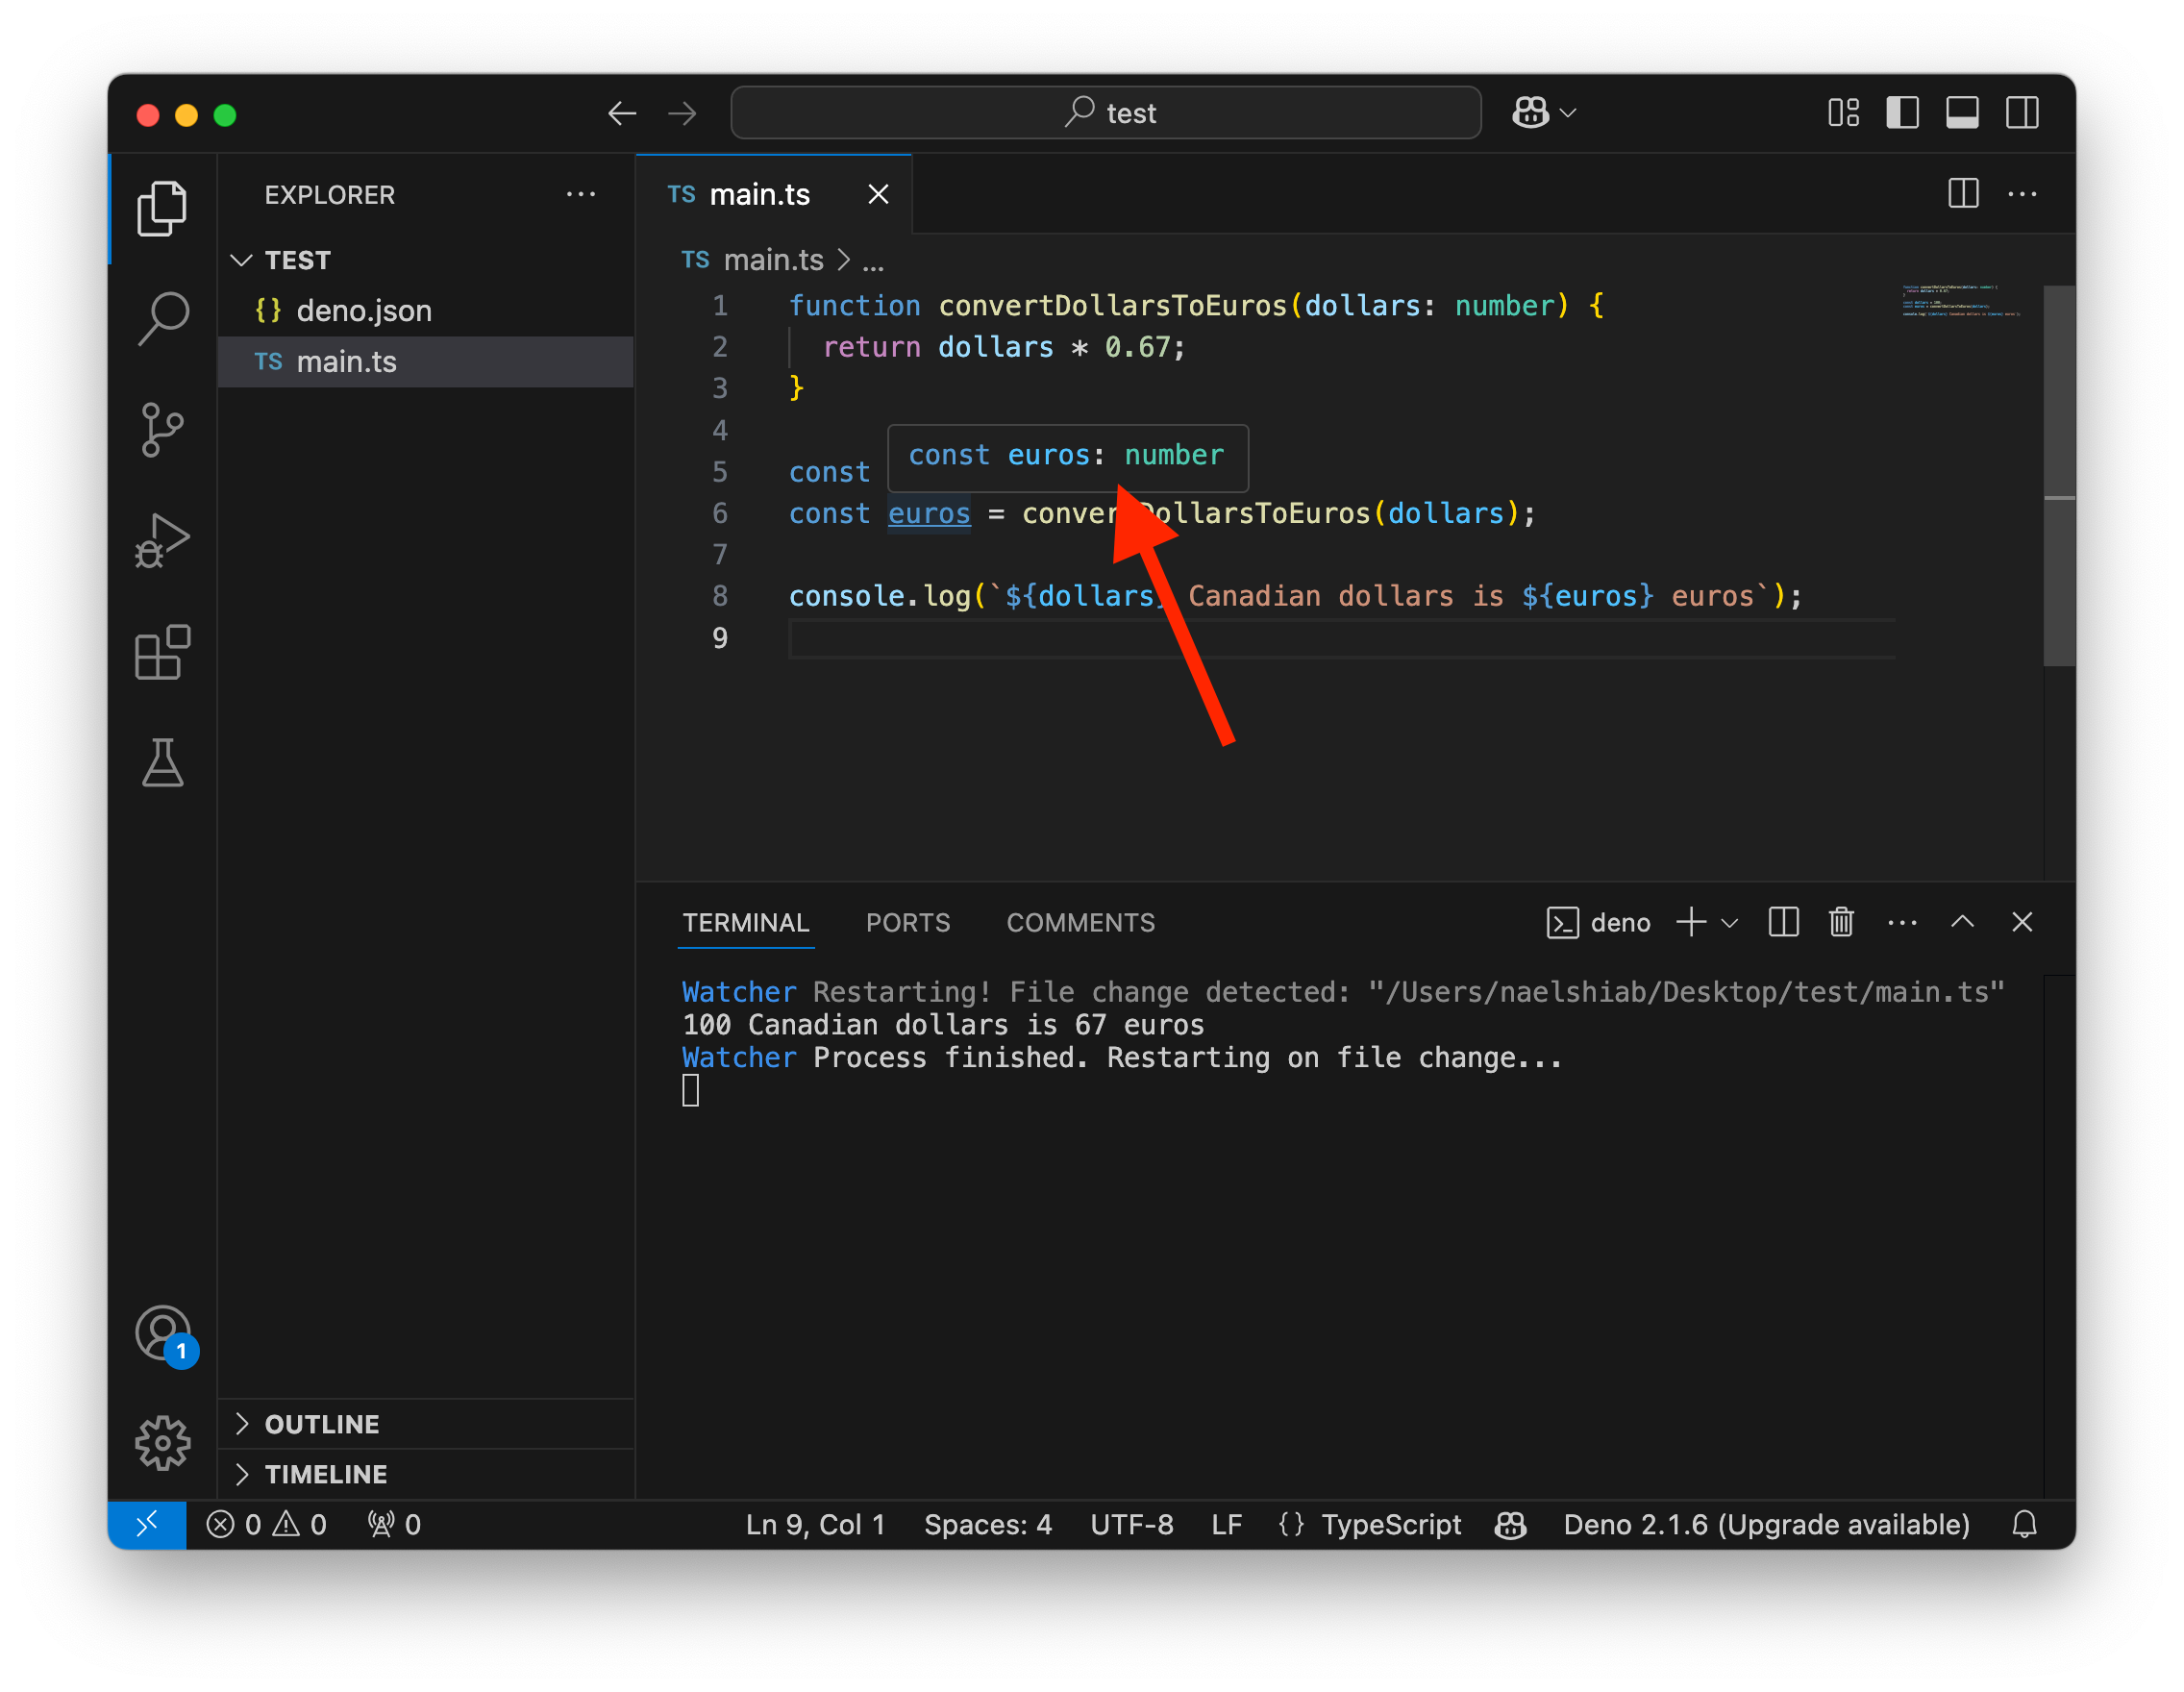 test
EXPLORER
TEST
{} deno.json
TS main.ts
OUTLINE
TIMELINE
TS main.ts
TS main.ts > ...
1 function convertDollarsToEuros(dollars: number) {
2 return dollars * 0.67;
3 }
4
const euros: number
5 const
6 const euros = convertDollarsToEuros(dollars);
7
8 console.log(`${dollars} Canadian dollars is ${euros} euros`);
9
TERMINAL PORTS COMMENTS deno
Watcher Restarting! File change detected: "/Users/naelshiab/Desktop/test/main.ts"
100 Canadian dollars is 67 euros
Watcher Process finished. Restarting on file change...
1
0 0 0 Ln 9, Col 1 Spaces: 4 UTF-8 LF {} TypeScript Deno 2.1.6 (Upgrade available)